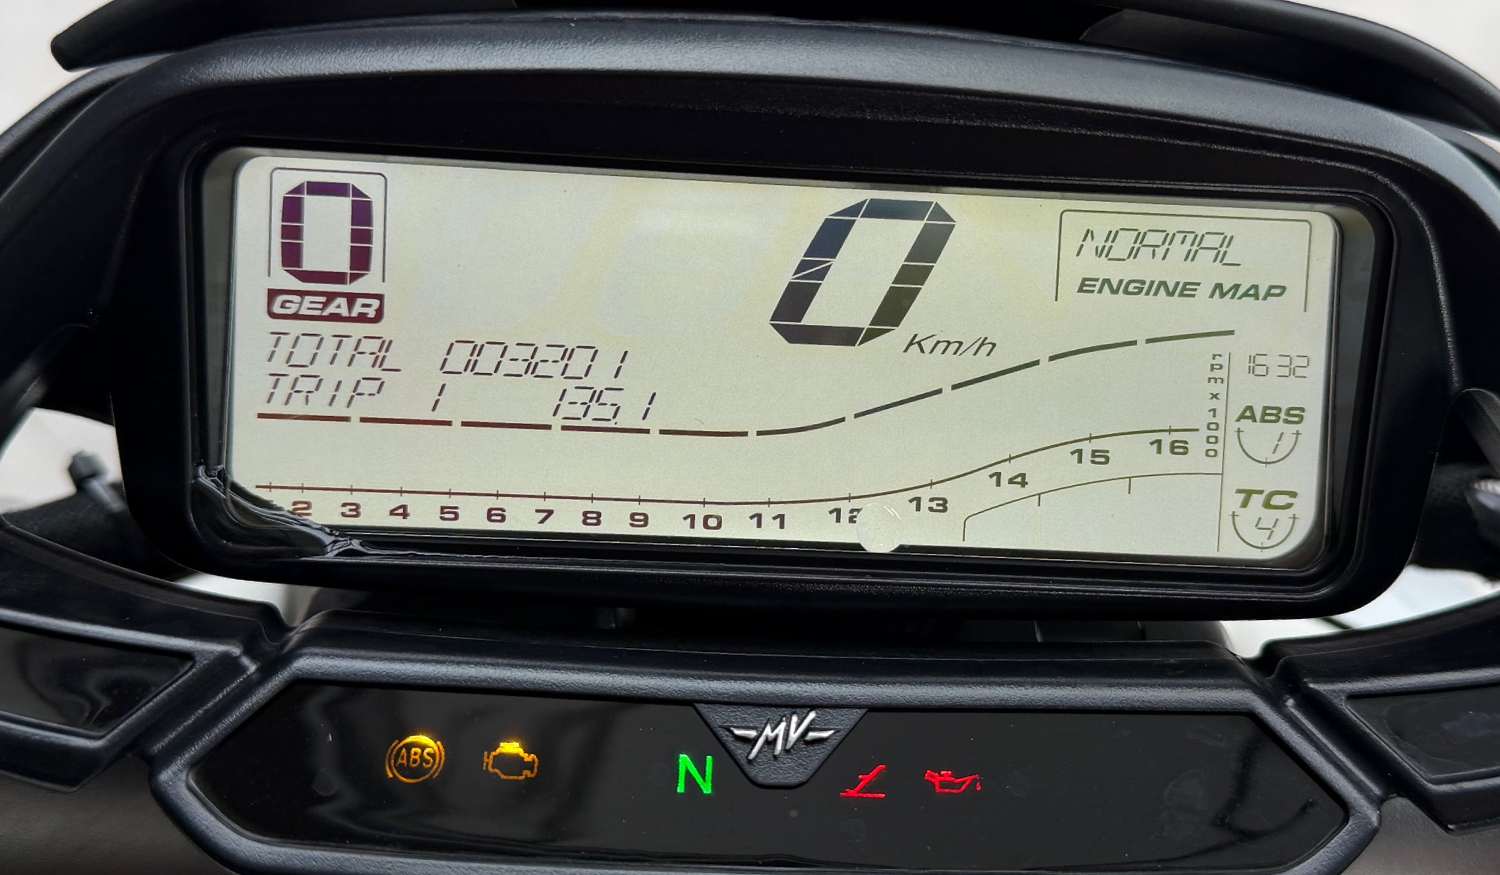 0
GEAR
0
Km/h
NORMAL
ENGINE MAP
TOTAL 003201
TRIP 1 135.1
rpm x 1000
16 32
ABS
1
TC
4
2 3 4 5 6 7 8 9 10 11 12 13 14 15 16
ABS
N
MV